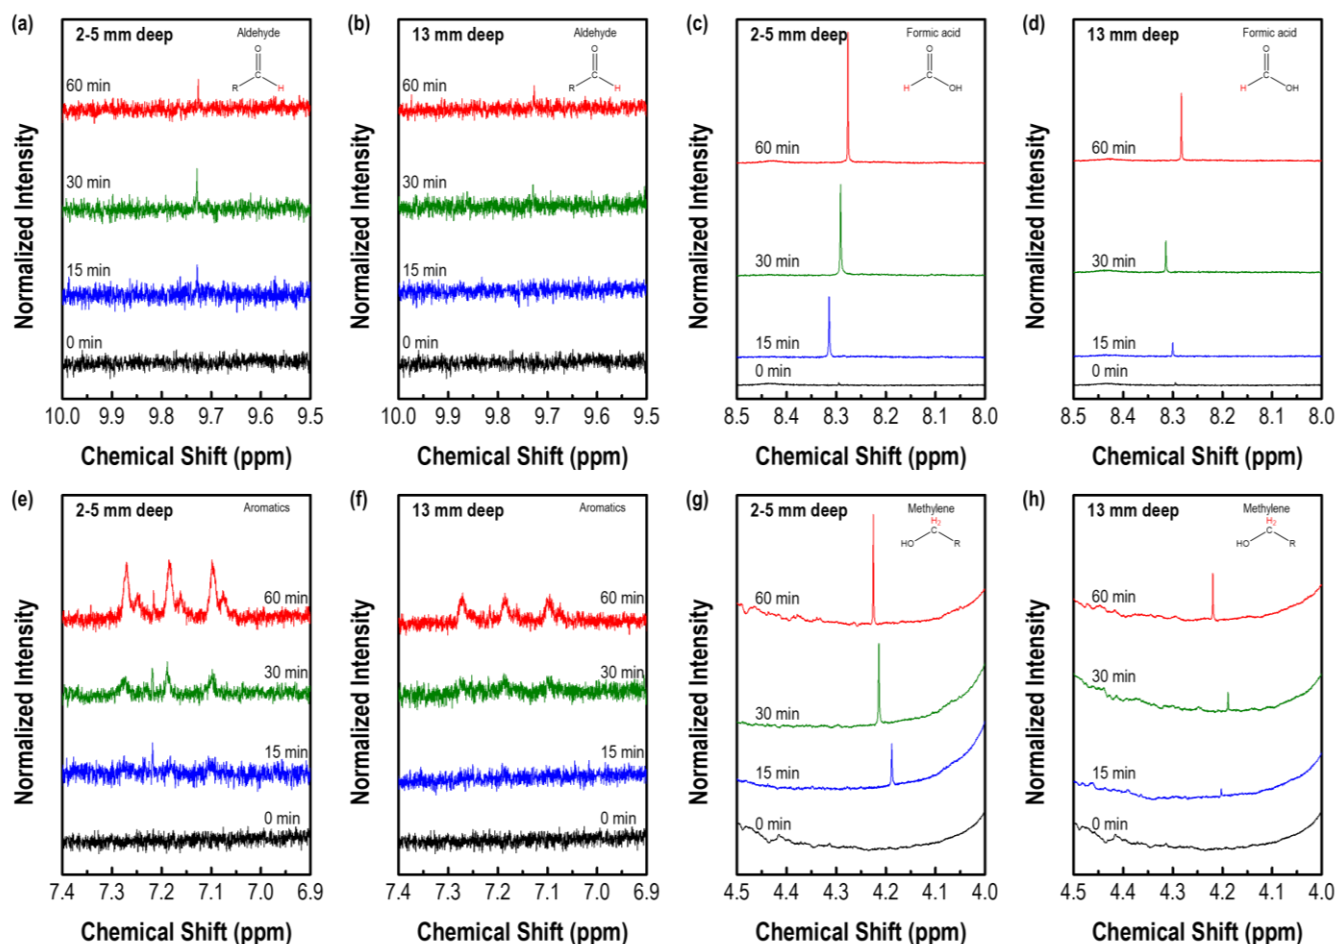 (a)
2-5 mm deep
Aldehyde
O
C
R
H
60 min
30 min
15 min
0 min
Normalized Intensity
10.0 9.9 9.8 9.7 9.6 9.5
Chemical Shift (ppm)
(b)
13 mm deep
Aldehyde
O
C
R
H
60 min
30 min
15 min
0 min
Normalized Intensity
10.0 9.9 9.8 9.7 9.6 9.5
Chemical Shift (ppm)
(c)
2-5 mm deep
Formic acid
O
C
H
OH
60 min
30 min
15 min
0 min
Normalized Intensity
8.5 8.4 8.3 8.2 8.1 8.0
Chemical Shift (ppm)
(d)
13 mm deep
Formic acid
O
C
H
OH
60 min
30 min
15 min
0 min
Normalized Intensity
8.5 8.4 8.3 8.2 8.1 8.0
Chemical Shift (ppm)
(e)
2-5 mm deep
Aromatics
60 min
30 min
15 min
0 min
Normalized Intensity
7.4 7.3 7.2 7.1 7.0 6.9
Chemical Shift (ppm)
(f)
13 mm deep
Aromatics
60 min
30 min
15 min
0 min
Normalized Intensity
7.4 7.3 7.2 7.1 7.0 6.9
Chemical Shift (ppm)
(g)
2-5 mm deep
Methylene
H2
C
HO
R
60 min
30 min
15 min
0 min
Normalized Intensity
4.5 4.4 4.3 4.2 4.1 4.0
Chemical Shift (ppm)
(h)
13 mm deep
Methylene
H2
C
HO
R
60 min
30 min
15 min
0 min
Normalized Intensity
4.5 4.4 4.3 4.2 4.1 4.0
Chemical Shift (ppm)